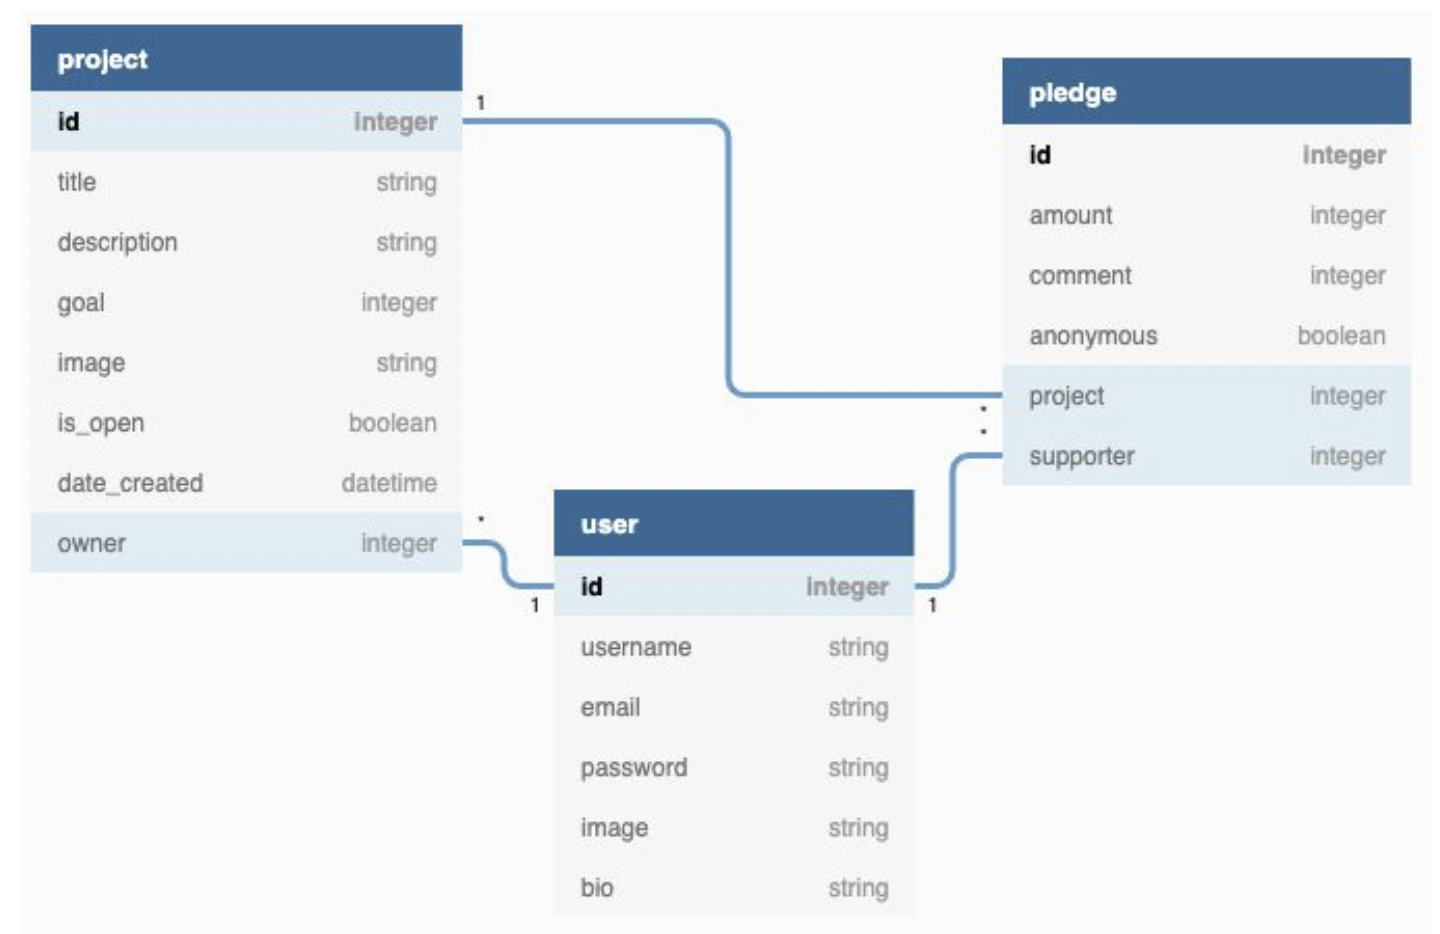 project
id integer
title string
description string
goal integer
image string
is_open boolean
date_created datetime
owner integer
1
*
pledge
id integer
amount integer
comment integer
anonymous boolean
project integer
supporter integer
*
*
user
id integer
username string
email string
password string
image string
bio string
1
1